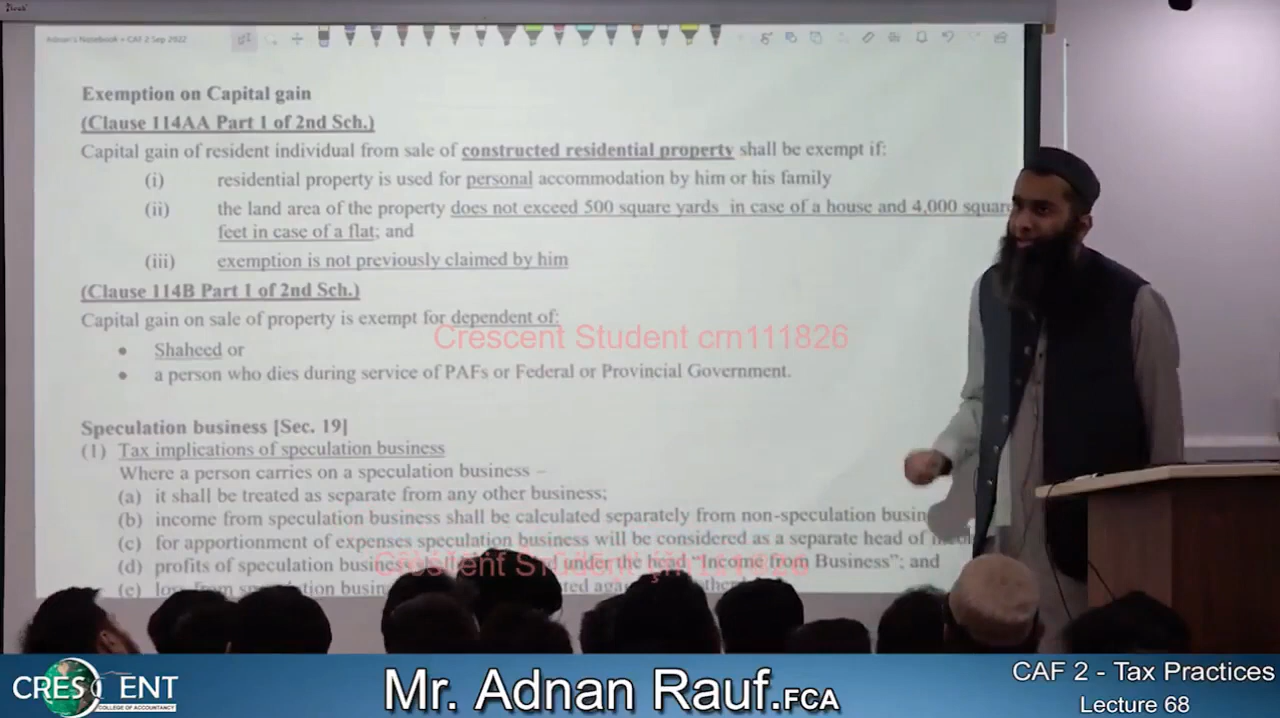 Adnan's Notebook » CAF 2 Sep 2022
Exemption on Capital gain
(Clause 114AA Part 1 of 2nd Sch.)
Capital gain of resident individual from sale of constructed residential property shall be exempt if:
(i) residential property is used for personal accommodation by him or his family
(ii) the land area of the property does not exceed 500 square yards in case of a house and 4,000 square
feet in case of a flat; and
(iii) exemption is not previously claimed by him
(Clause 114B Part 1 of 2nd Sch.)
Capital gain on sale of property is exempt for dependent of:
Crescent Student crn111826
• Shaheed or
• a person who dies during service of PAFs or Federal or Provincial Government.
Speculation business [Sec. 19]
(1) Tax implications of speculation business
Where a person carries on a speculation business –
(a) it shall be treated as separate from any other business;
(b) income from speculation business shall be calculated separately from non-speculation
(c) for apportionment of expenses speculation business will be considered as a separate head of
(d) profits of speculation under the head "Income from Business"; and
(e)
Crescent Student crn111826
CRESCENT
COLLEGE OF ACCOUNTANCY
Mr. Adnan Rauf.FCA
CAF 2 - Tax Practices
Lecture 68